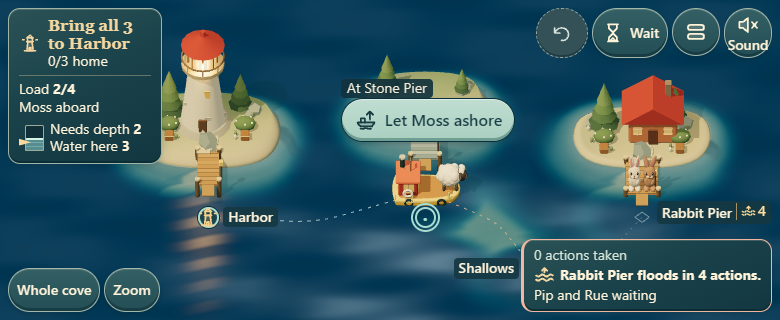 Bring all 3
to Harbor
0/3 home
Load 2/4
Moss aboard
Needs depth 2
Water here 3
Wait
Sound
At Stone Pier
Let Moss ashore
Harbor
Rabbit Pier 4
Shallows
0 actions taken
Rabbit Pier floods in 4 actions.
Pip and Rue waiting
Whole cove
Zoom